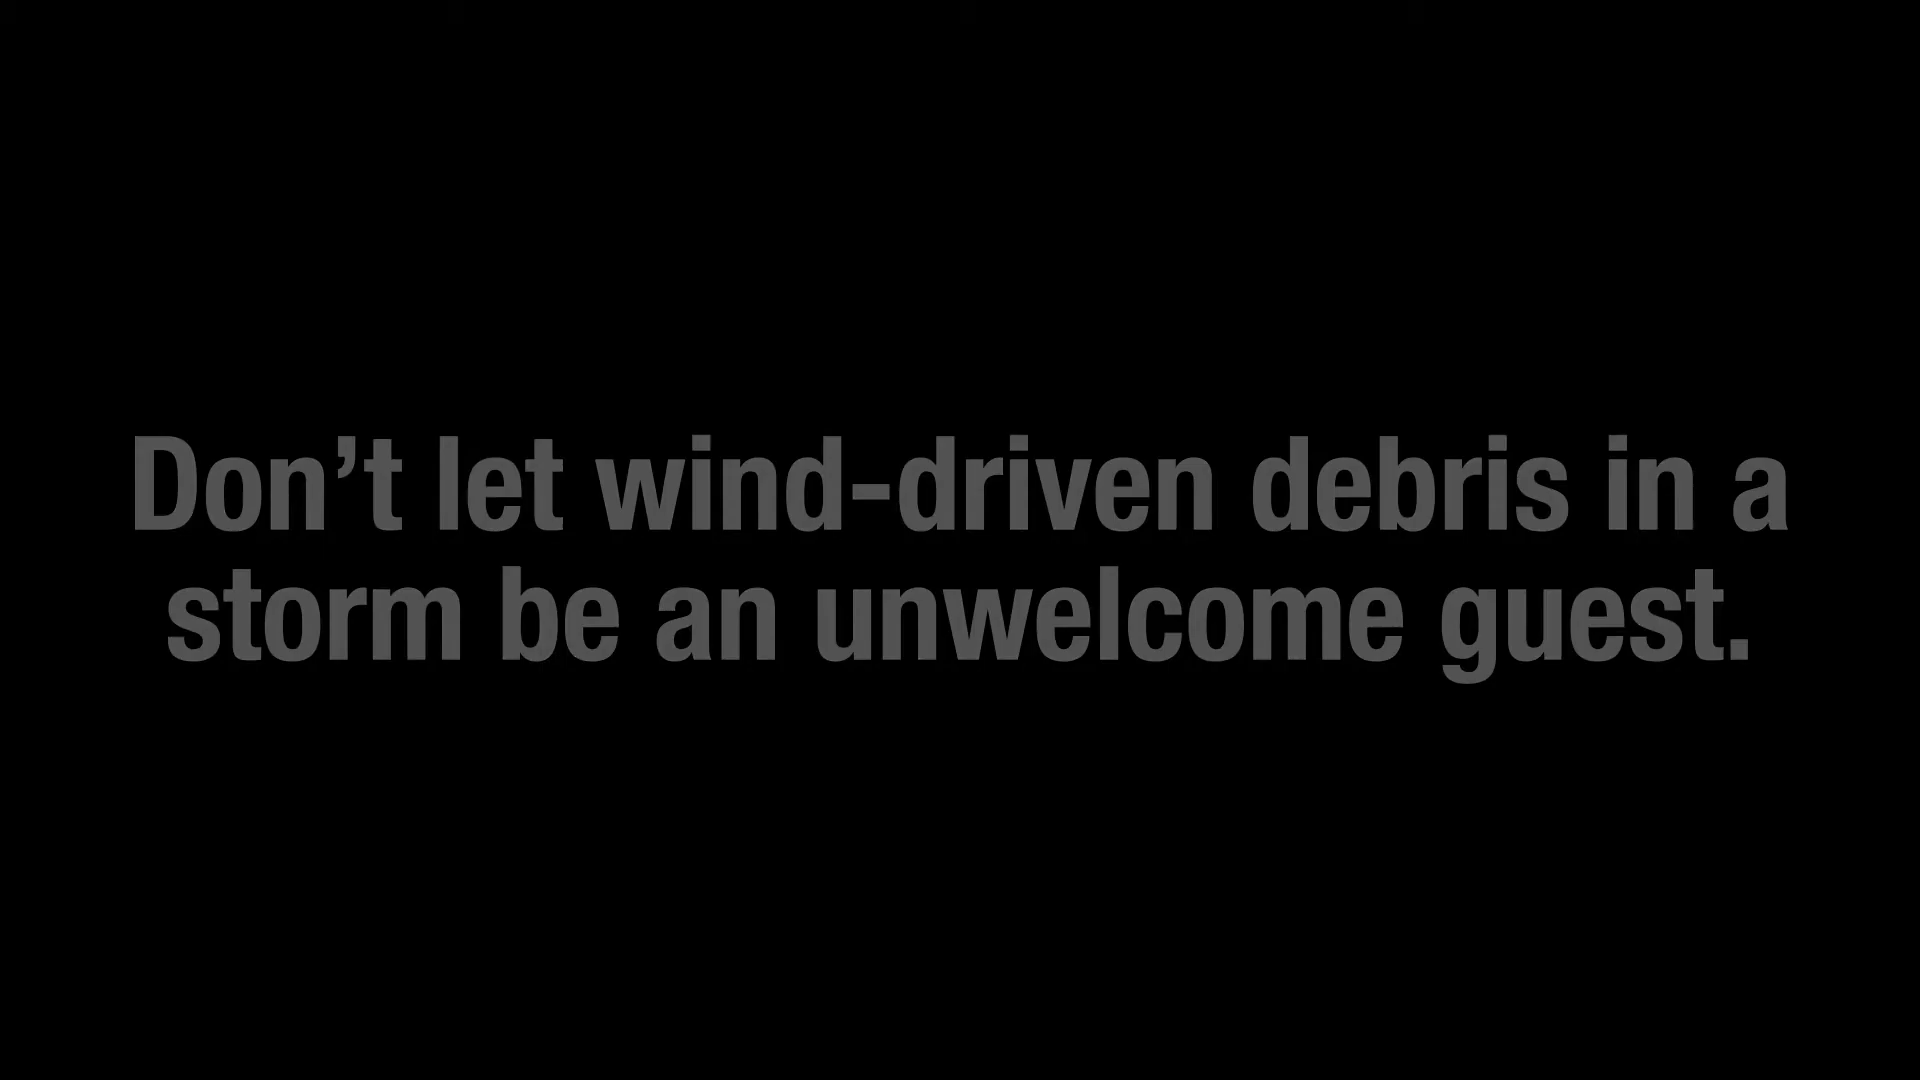 Don’t let wind-driven debris in a
storm be an unwelcome guest.